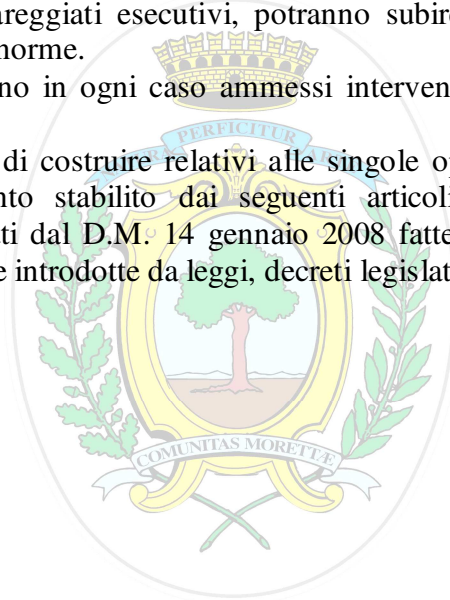 areggiati esecutivi, potranno subire
norme.
no in ogni caso ammessi interven
PERFICITUR
di costruire relativi alle singole op
nto stabilito dai seguenti articoli
ti dal D.M. 14 gennaio 2008 fatte
e introdotte da leggi, decreti legislat
COMUNITAS MORETTÆ